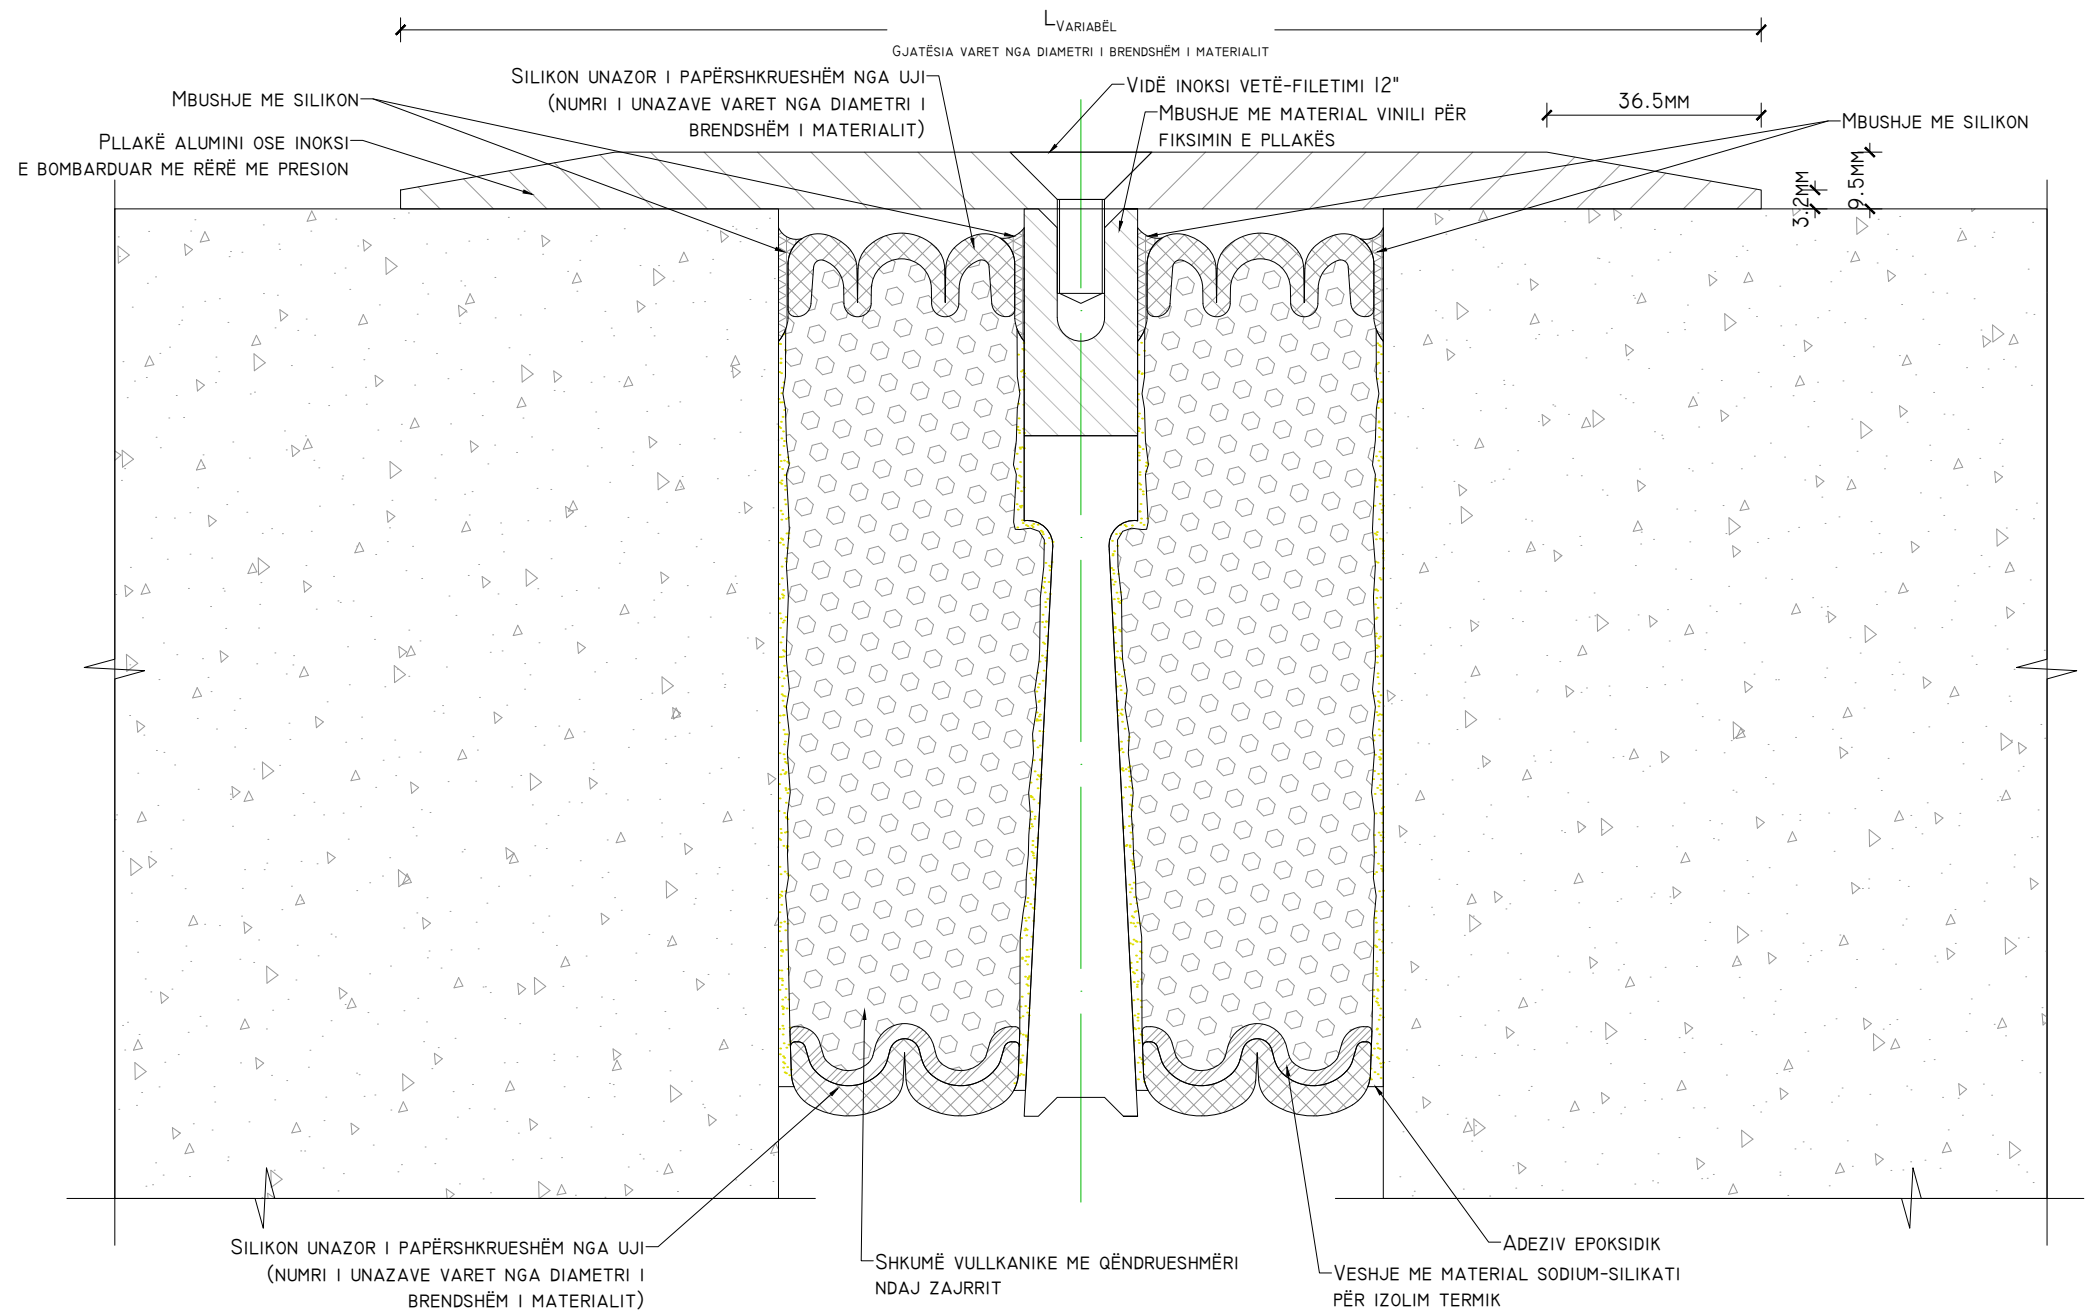 LVARIABËL
GJATËSIA VARET NGA DIAMETRI I BRENDSHËM I MATERIALIT
SILIKON UNAZOR I PAPËRSHKRUESHËM NGA UJI
(NUMRI I UNAZAVE VARET NGA DIAMETRI I
BRENDSHËM I MATERIALIT)
MBUSHJE ME SILIKON
PLLAKË ALUMINI OSE INOKSI
E BOMBARDUAR ME RËRË ME PRESION
VIDË INOKSI VETË-FILETIMI 12"
MBUSHJE ME MATERIAL VINILI PËR
FIKSIMIN E PLLAKËS
36.5MM
MBUSHJE ME SILIKON
3.2MM
9.5MM
SILIKON UNAZOR I PAPËRSHKRUESHËM NGA UJI
(NUMRI I UNAZAVE VARET NGA DIAMETRI I
BRENDSHËM I MATERIALIT)
SHKUMË VULLKANIKE ME QËNDRUESHMËRI
NDAJ ZAJRRIT
ADEZIV EPOKSIDIK
VESHJE ME MATERIAL SODIUM-SILIKATI
PËR IZOLIM TERMIK